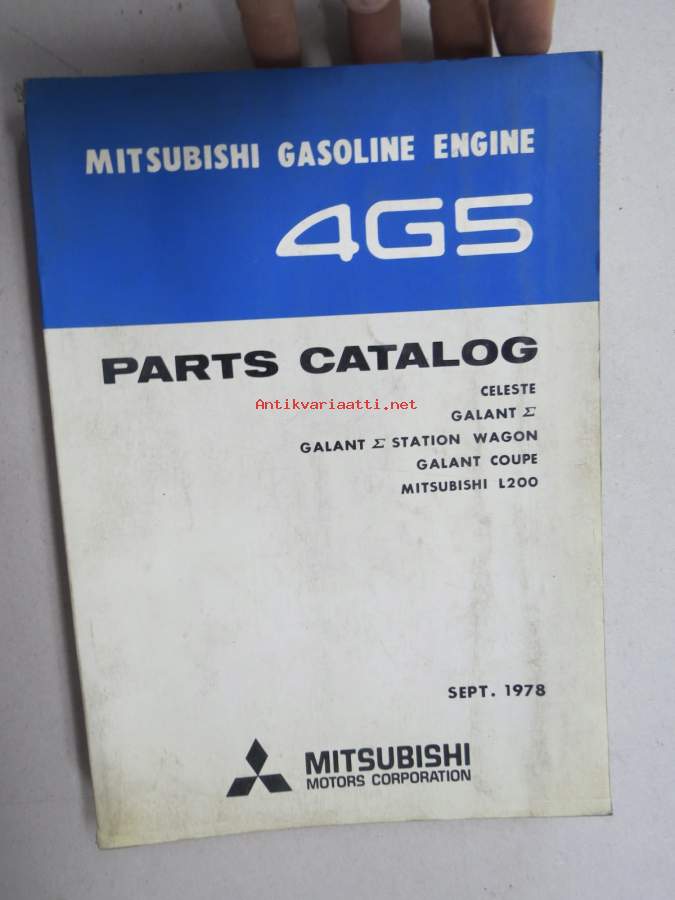 MITSUBISHI GASOLINE ENGINE
4G5
PARTS CATALOG
CELESTE
Antikvariaatti.net
GALANT Σ
GALANT Σ STATION WAGON
GALANT COUPE
MITSUBISHI L200
SEPT. 1978
MITSUBISHI
MOTORS CORPORATION